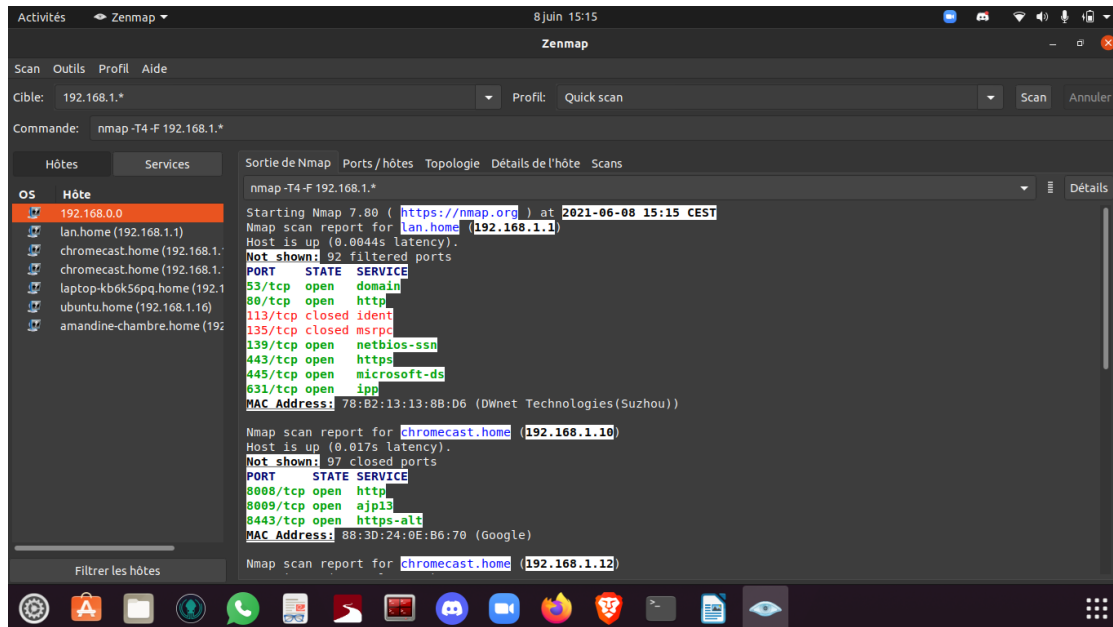 Activités Zenmap 8 juin 15:15
Zenmap
Scan Outils Profil Aide
Cible: 192.168.1.* Profil: Quick scan Scan Annuler
Commande: nmap -T4 -F 192.168.1.*
Hôtes Services
OS Hôte
192.168.0.0
lan.home (192.168.1.1)
chromecast.home (192.168.1.
chromecast.home (192.168.1.
laptop-kb6k56pq.home (192.1
ubuntu.home (192.168.1.16)
amandine-chambre.home (192
Filtrer les hôtes
Sortie de Nmap Ports / hôtes Topologie Détails de l'hôte Scans
nmap -T4 -F 192.168.1.* Détails
Starting Nmap 7.80 ( https://nmap.org ) at 2021-06-08 15:15 CEST
Nmap scan report for lan.home (192.168.1.1)
Host is up (0.0044s latency).
Not shown: 92 filtered ports
PORT STATE SERVICE
53/tcp open domain
80/tcp open http
113/tcp closed ident
135/tcp closed msrpc
139/tcp open netbios-ssn
443/tcp open https
445/tcp open microsoft-ds
631/tcp open ipp
MAC Address: 78:B2:13:13:8B:D6 (DWnet Technologies(Suzhou))
Nmap scan report for chromecast.home (192.168.1.10)
Host is up (0.017s latency).
Not shown: 97 closed ports
PORT STATE SERVICE
8008/tcp open http
8009/tcp open ajp13
8443/tcp open https-alt
MAC Address: 88:3D:24:0E:B6:70 (Google)
Nmap scan report for chromecast.home (192.168.1.12)